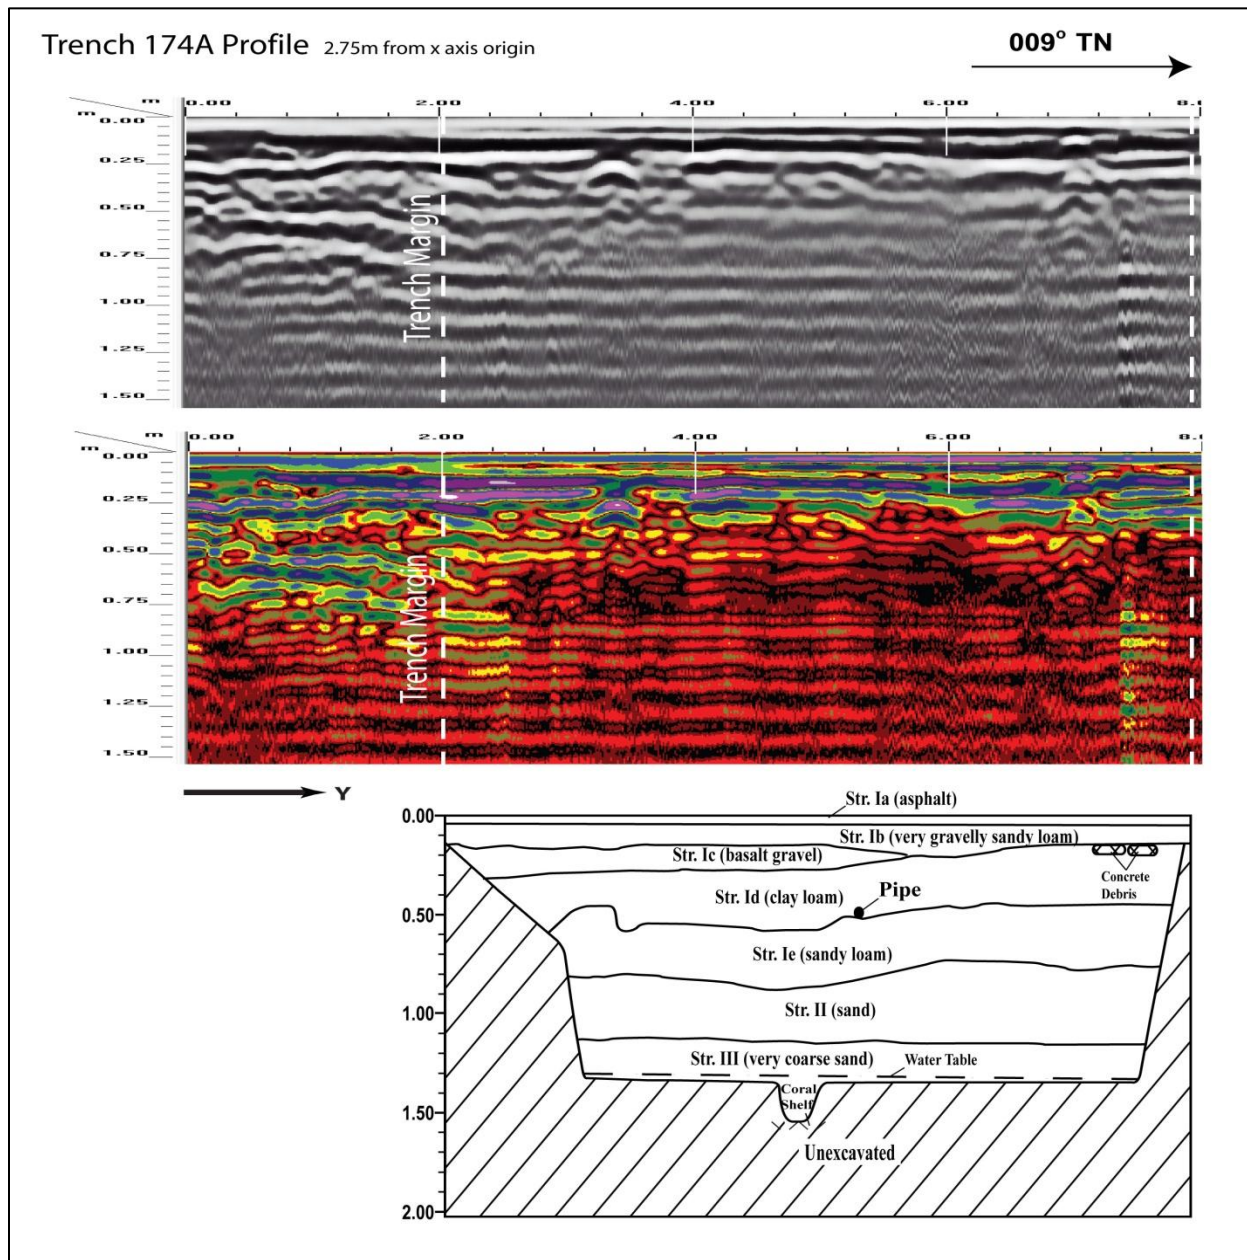 Trench 174A Profile 2.75m from x axis origin
009° TN
m 0.00 2.00 4.00 6.00 8.0
m
0.00
0.25
0.50
0.75
1.00
1.25
1.50
Trench Margin
m 0.00 2.00 4.00 6.00 8.0
m
0.00
0.25
0.50
0.75
1.00
1.25
1.50
Trench Margin
Y
Str. Ia (asphalt)
0.00
Str. Ib (very gravelly sandy loam)
Str. Ic (basalt gravel)
Concrete
Debris
Pipe
Str. Id (clay loam)
0.50
Str. Ie (sandy loam)
1.00
Str. II (sand)
Str. III (very coarse sand)
Water Table
Coral
Shelf
1.50
Unexcavated
2.00